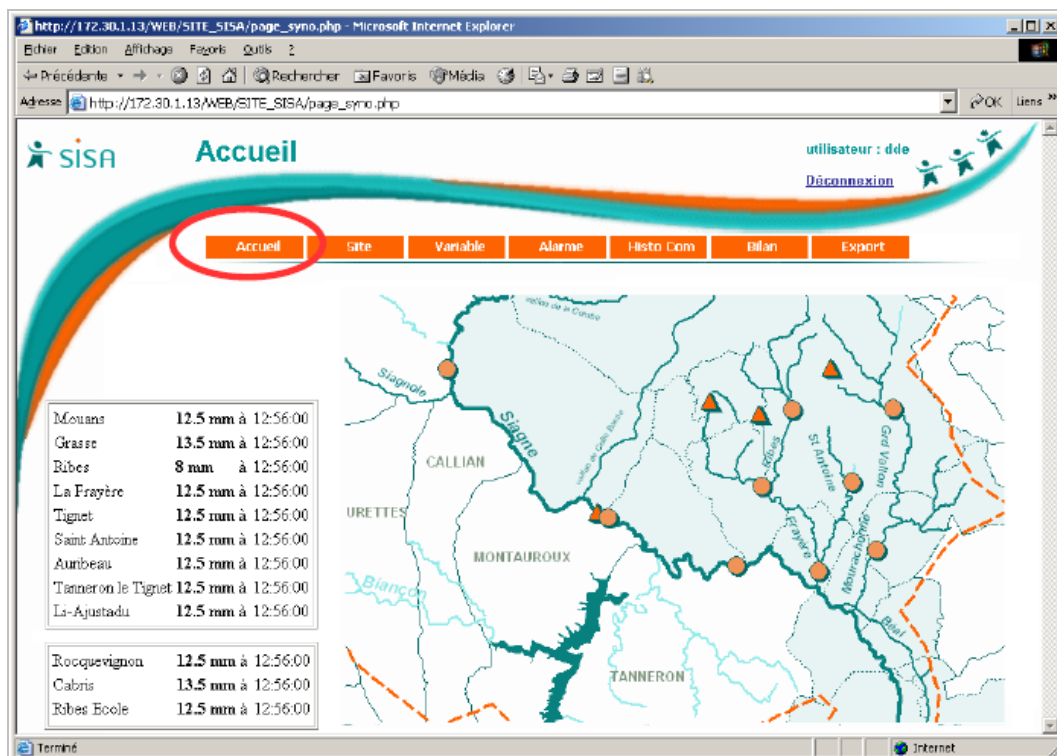 http://172.30.1.13/WEB/SITE_SISA/page_syno.php - Microsoft Internet Explorer
Fichier Edition Affichage Favoris Outils ?
Précédente Rechercher Favoris Média
Adresse http://172.30.1.13/WEB/SITE_SISA/page_syno.php OK Liens »
SISA
Accueil
utilisateur : dde
Déconnexion
Accueil Site Variable Alarme Histo Com Bilan Export
Mouans 12.5 mm à 12:56:00
Grasse 13.5 mm à 12:56:00
Ribes 8 mm à 12:56:00
La Frayère 12.5 mm à 12:56:00
Tignet 12.5 mm à 12:56:00
Saint Antoine 12.5 mm à 12:56:00
Auribeau 12.5 mm à 12:56:00
Tanneron le Tignet 12.5 mm à 12:56:00
Li-Ajustadu 12.5 mm à 12:56:00
Rocquevignon 12.5 mm à 12:56:00
Cabris 13.5 mm à 12:56:00
Ribes Ecole 12.5 mm à 12:56:00
vallon de la Combe
Siagnole
Siagne
CALLIAN
Ribes
St Antoine
Grd Vallon
URETTES
MONTAUROUX
Frayère
Mourachonne
Biançon
Béal
TANNERON
Terminé
Internet